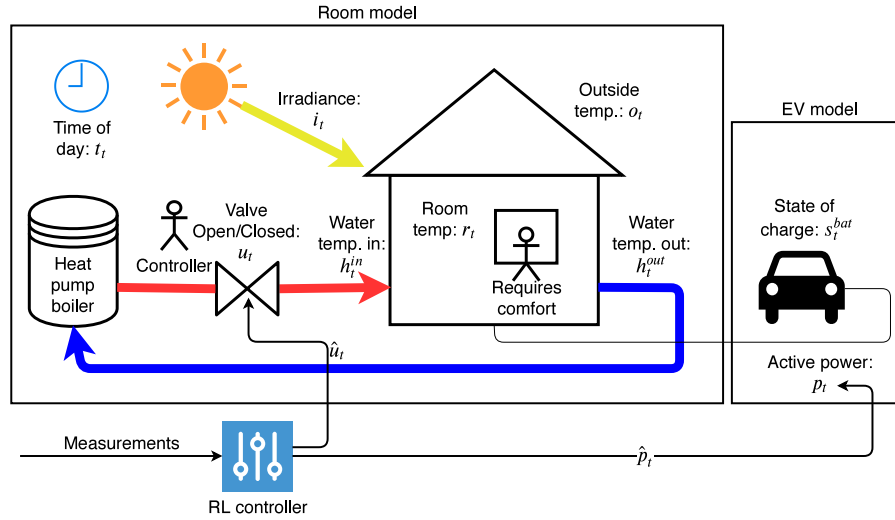 Room model
Irradiance:
i_t
Outside
temp.: o_t
Time of
day: t_t
EV model
Valve
Open/Closed:
u_t
Controller
Water
temp. in:
h_t^{in}
Room
temp: r_t
Water
temp. out:
h_t^{out}
State of
charge: s_t^{bat}
Heat
pump
boiler
Requires
comfort
û_t
Active power:
p_t
Measurements
p̂_t
RL controller